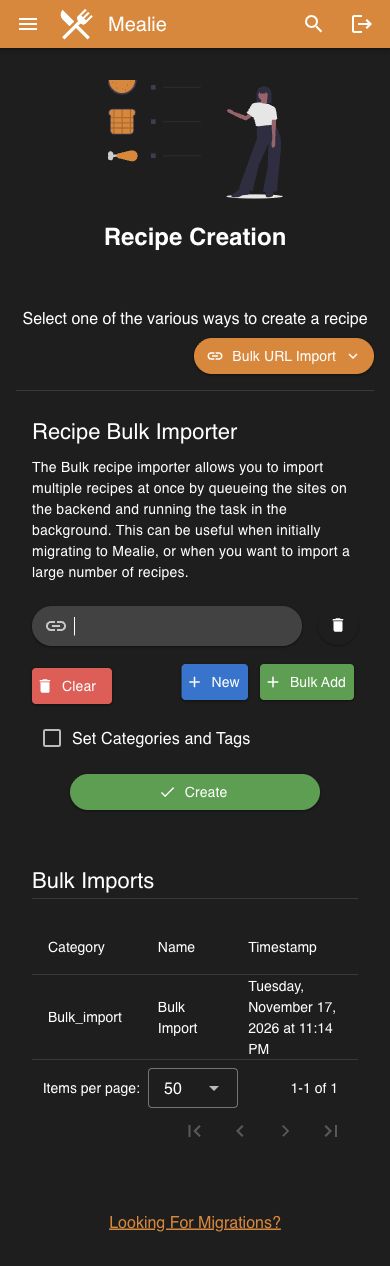 Mealie
Recipe Creation
Select one of the various ways to create a recipe
Bulk URL Import
Recipe Bulk Importer
The Bulk recipe importer allows you to import
multiple recipes at once by queueing the sites on
the backend and running the task in the
background. This can be useful when initially
migrating to Mealie, or when you want to import a
large number of recipes.
Clear
New
Bulk Add
Set Categories and Tags
Create
Bulk Imports
Category Name Timestamp
Bulk_import
Bulk
Import
Tuesday,
November 17,
2026 at 11:14
PM
Items per page: 50 1-1 of 1
Looking For Migrations?